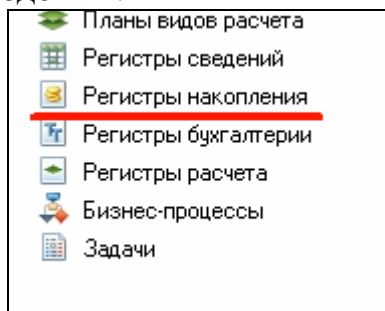 Планы видов расчета
Регистры сведений
Регистры накопления
Регистры бухгалтерии
Регистры расчета
Бизнес-процессы
Задачи